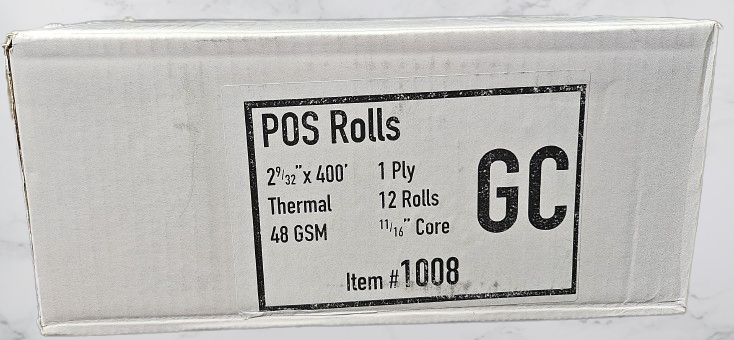 POS Rolls
2 9/32" x 400' 1 Ply
Thermal 12 Rolls
48 GSM 11/16" Core
GC
Item #1008